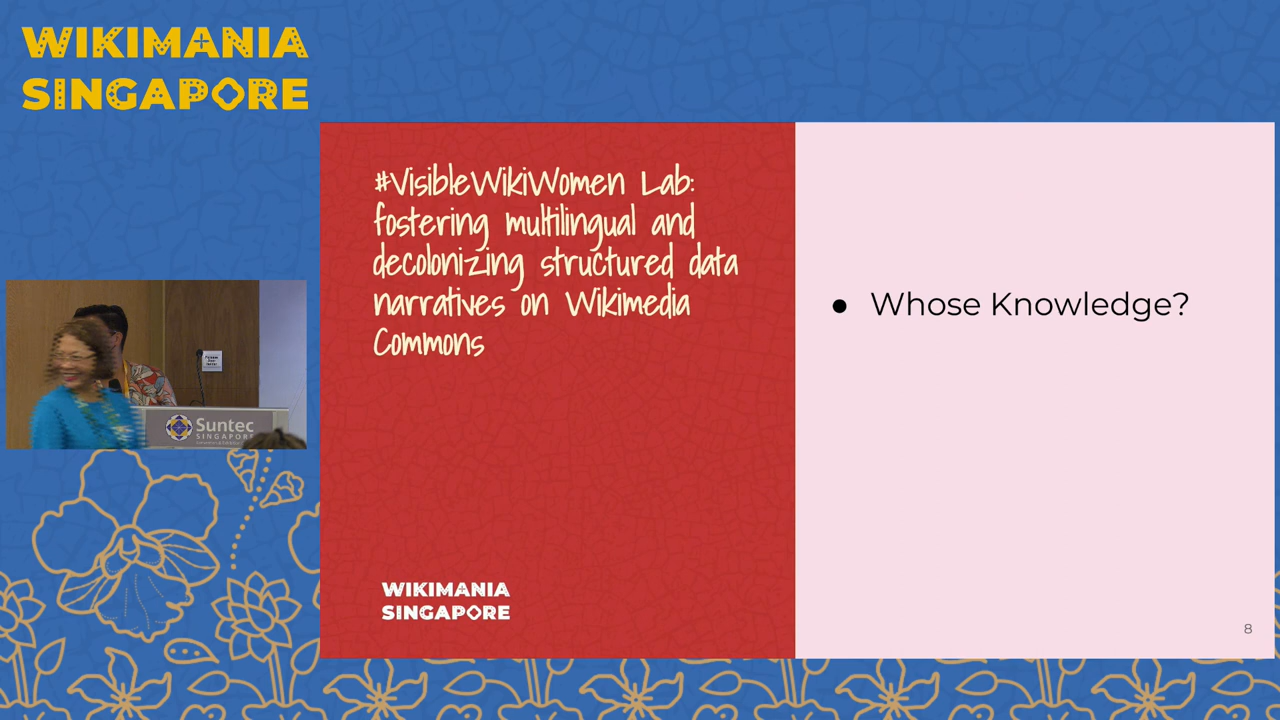 WIKIMANIA
SINGAPORE
#VisibleWikiWomen Lab:
fostering multilingual and
decolonizing structured data
narratives on Wikimedia
Commons
• Whose Knowledge?
Suntec
SINGAPORE
WIKIMANIA
SINGAPORE
8